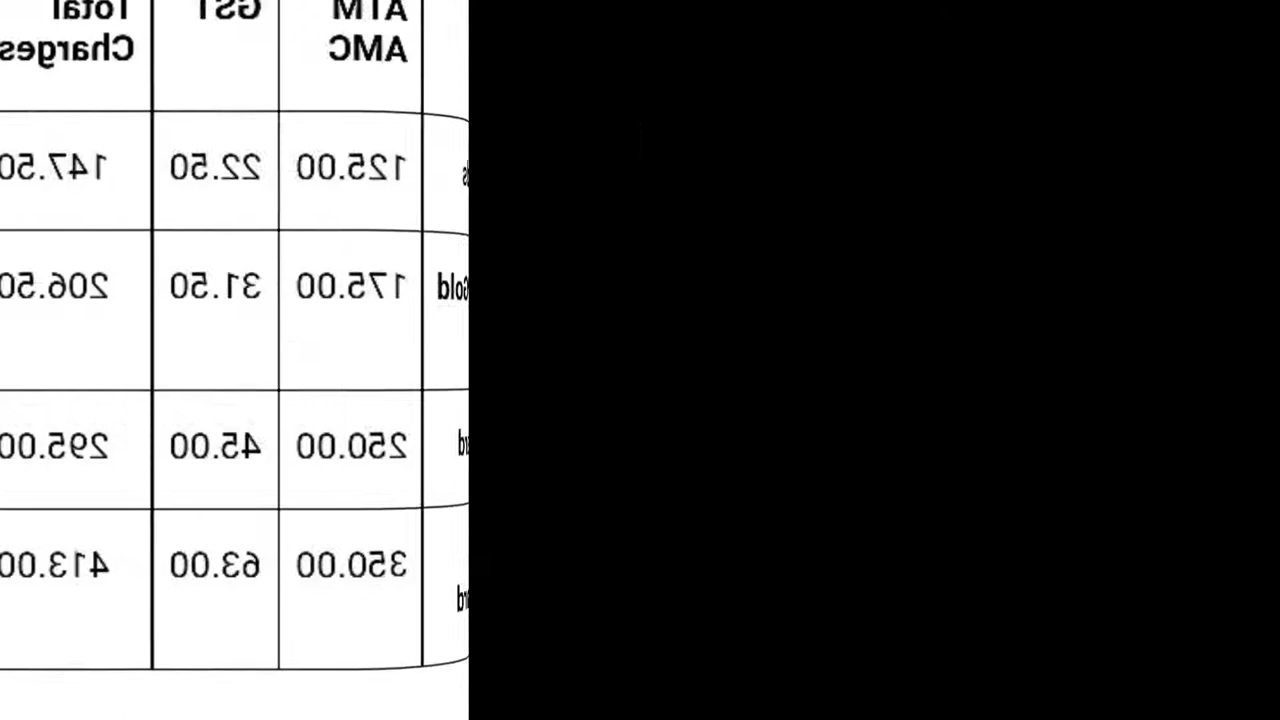 ATM GST Total
AMC Charges
125.00 22.50 147.50
Gold 175.00 31.50 206.50
250.00 45.00 295.00
350.00 63.00 413.00